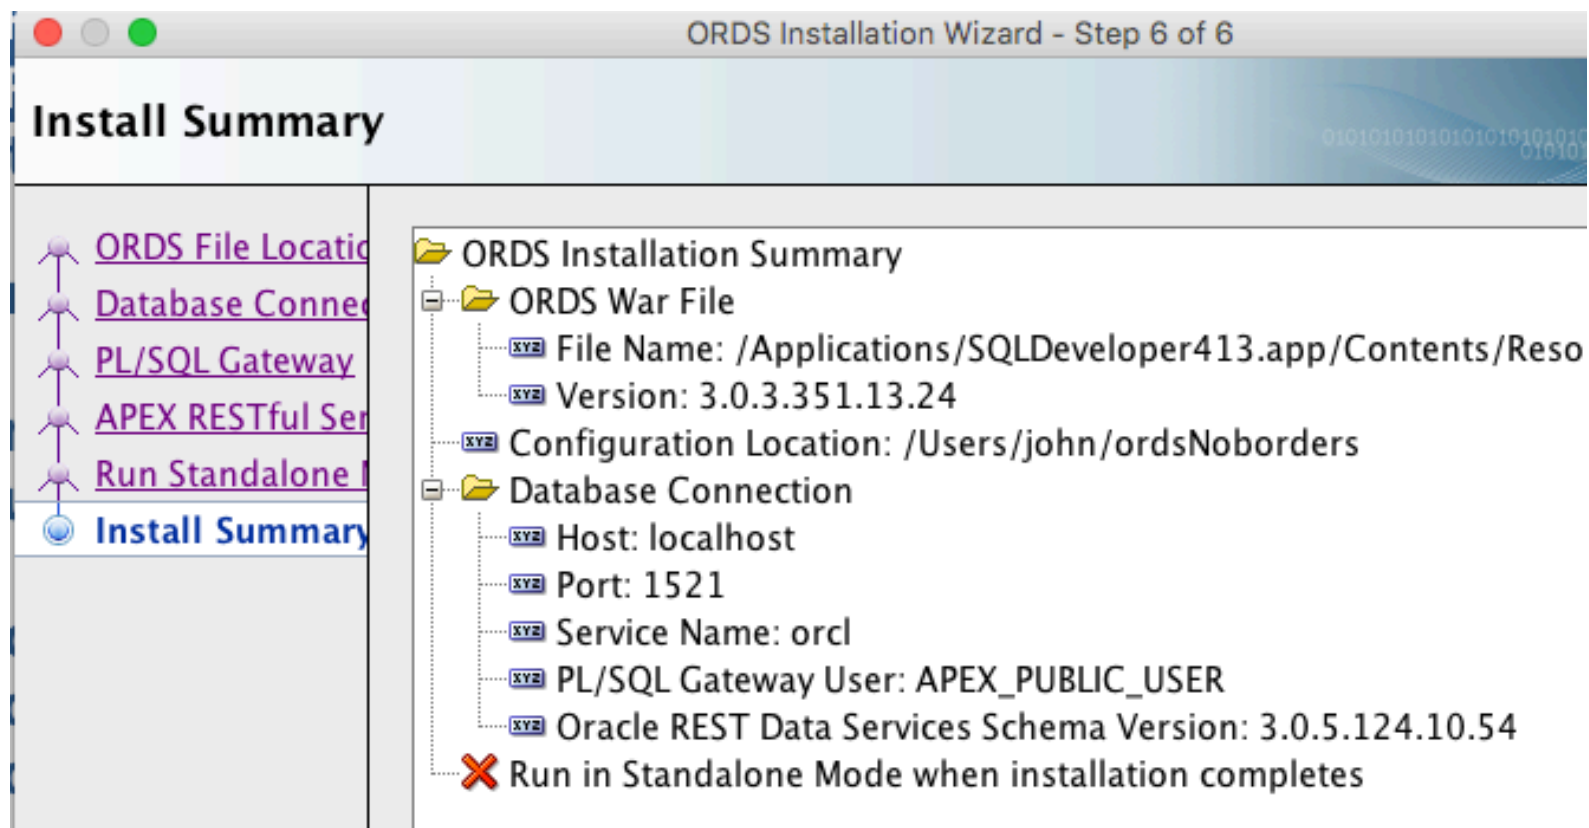 ORDS Installation Wizard - Step 6 of 6
Install Summary
ORDS File
Database
PL/SQL Gateway
APEX RESTful
Run Standalone
Install Summary
ORDS Installation Summary
ORDS War File
File Name: /Applications/SQLDeveloper413.app/Contents/Reso
Version: 3.0.3.351.13.24
Configuration Location: /Users/john/ordsNoborders
Database Connection
Host: localhost
Port: 1521
Service Name: orcl
PL/SQL Gateway User: APEX_PUBLIC_USER
Oracle REST Data Services Schema Version: 3.0.5.124.10.54
Run in Standalone Mode when installation completes